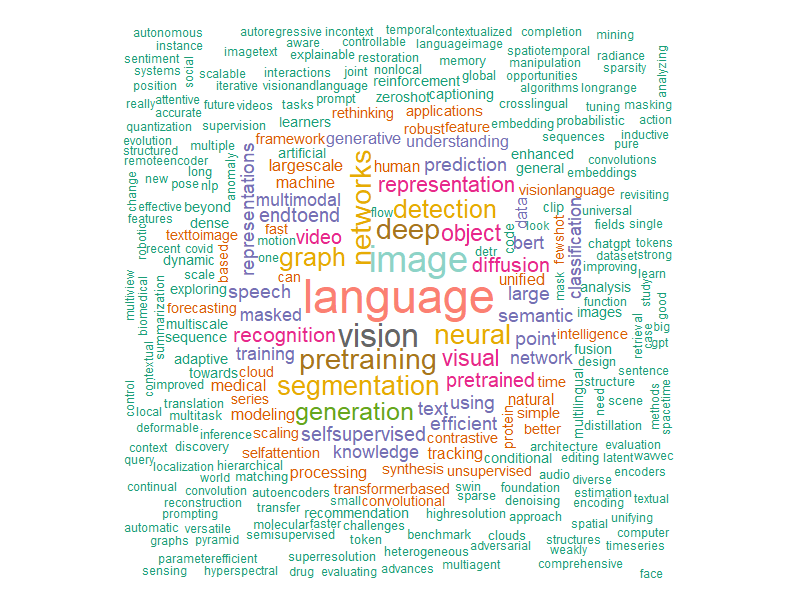 autonomous autoregressive incontext temporal contextualized completion mining
instance aware controllable languageimage spatiotemporal radiance
sentiment imagetext explainable restoration memory manipulation sparsity analyzing
systems social scalable interactions joint nonlocal reinforcement global opportunities
position iterative visionandlanguage zeroshot captioning algorithms longrange
really attentive future videos tasks prompt rethinking applications crosslingual tuning masking
accurate
quantization supervision learners robust feature embedding probabilistic action
evolution framework generative understanding sequences inductive
structured multiple artificial enhanced pure
remoteencoder representations largescale networks human prediction general convolutions
long anomaly machine representation visionlanguage embeddings
change new pose nlp multimodal revisiting
effective beyond endtoend flow detection data clip universal
features dense fast deep object code look fewshot classification fields single
robotic texttoimage motion video bert chatgpt tokens
recent covid based graph image detr dataset strong
dynamic one diffusion mask improving
scale can unified analysis learn
multiview biomedical summarization exploring speech language large function study good
forecasting masked semantic images
multiscale recognition vision neural point intelligence retrieval case big
sequence gpt
contextual adaptive training pretraining visual network fusion
towards cloud design
control improved medical segmentation pretrained time structure sentence
translation series natural multilingual need scene methods spacetime
local multitask modeling generation text using protein simple distillation
deformable scaling selfsupervised efficient better
inference contrastive
context discovery selfattention knowledge tracking conditional architecture evaluation
query editing latent wavvec
localization hierarchical processing synthesis unsupervised audio diverse encoders
world matching
continual convolution autoencoders transformerbased swin foundation estimation
reconstruction transfer small convolutional sparse denoising encoding textual
prompting recommendation highresolution approach unifying
automatic versatile molecular faster challenges spatial
graphs pyramid semisupervised token benchmark clouds structures computer
heterogeneous adversarial weakly timeseries
parameterefficient superresolution
sensing hyperspectral drug evaluating advances multiagent comprehensive
face